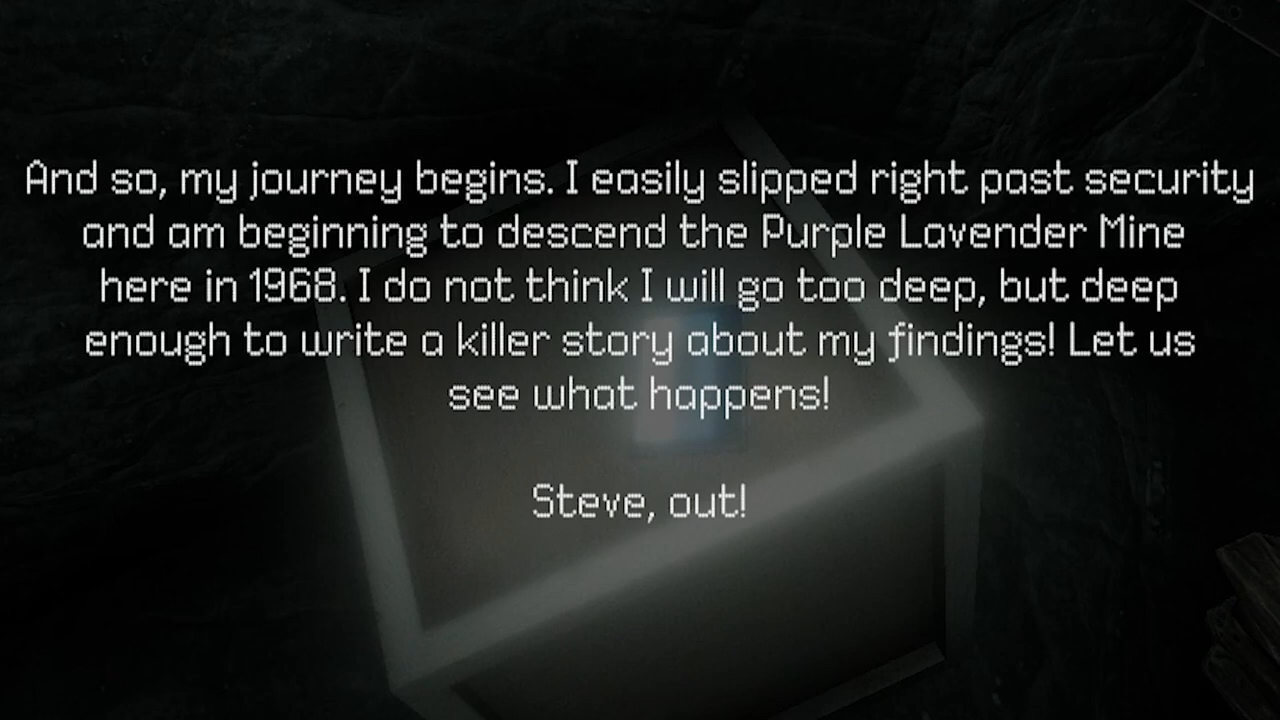 And so, my journey begins. I easily slipped right past security
and am beginning to descend the Purple Lavender Mine
here in 1968. I do not think I will go too deep, but deep
enough to write a killer story about my findings! Let us
see what happens!
Steve, out!